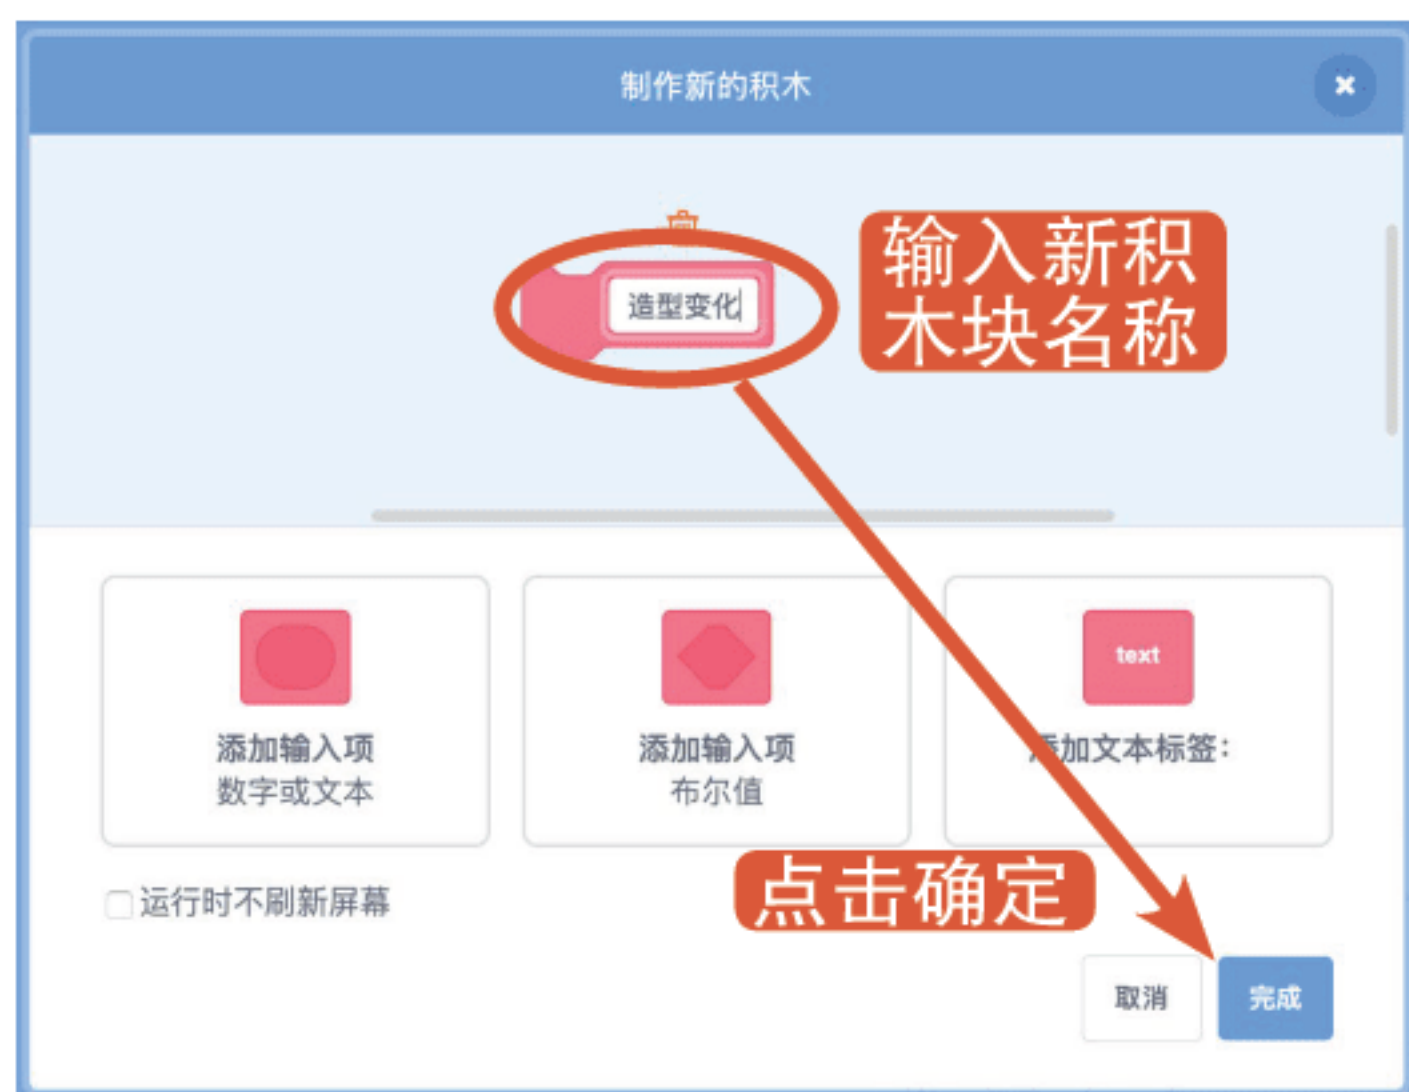 制作新的积木
造型变化
输入新积
木块名称
text
添加输入项
数字或文本
添加输入项
布尔值
添加文本标签：
运行时不刷新屏幕
点击确定
取消
完成